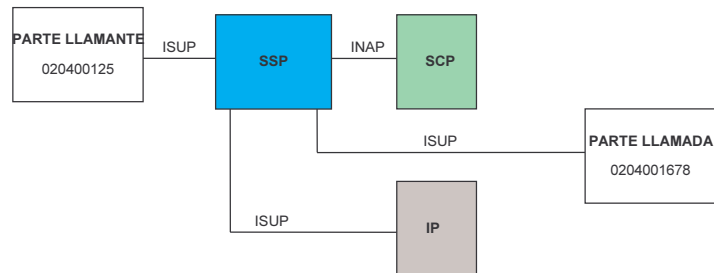 PARTE LLAMANTE
020400125
ISUP
SSP
INAP
SCP
ISUP
PARTE LLAMADA
0204001678
ISUP
IP